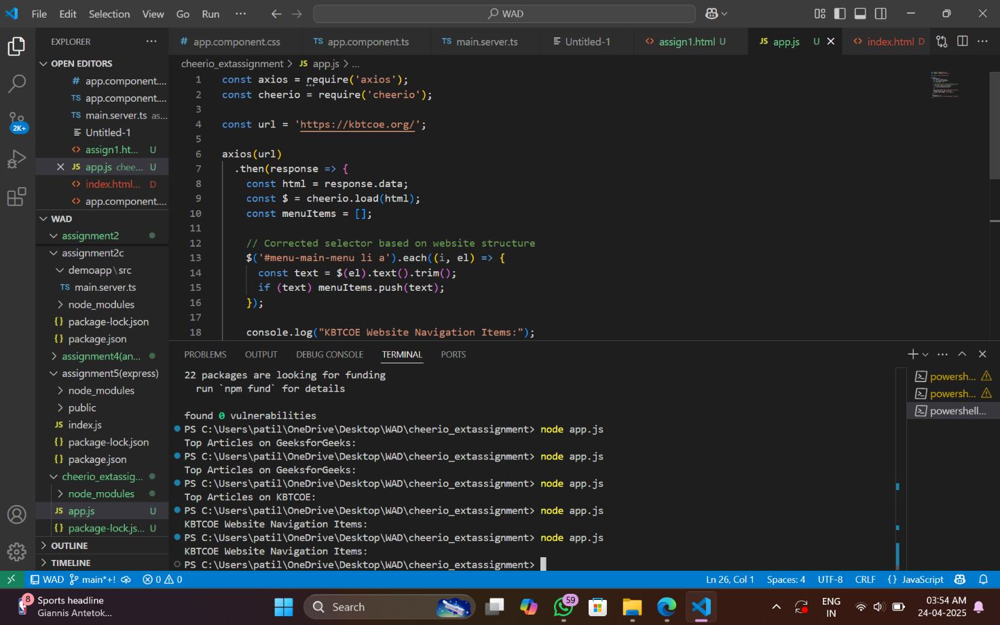 File Edit Selection View Go Run ··· WAD
EXPLORER ···
OPEN EDITORS
# app.component....
TS app.component....
TS main.server.ts as...
Untitled-1
<> assign1.ht... U
JS app.js chee... U
<> index.html... D
<> app.component....
WAD
assignment2
assignment2c
demoapp\src
TS main.server.ts
node_modules
{} package-lock.json
{} package.json
assignment4(an...
assignment5(express)
node_modules
public
JS index.js
{} package-lock.json
{} package.json
cheerio_extassig...
node_modules
JS app.js U
{} package-lock.js... U
OUTLINE
TIMELINE
2K+
# app.component.css TS app.component.ts TS main.server.ts Untitled-1 <> assign1.html U JS app.js U <> index.html D ···
cheerio_extassignment > JS app.js > ...
1 const axios = require('axios');
2 const cheerio = require('cheerio');
3
4 const url = 'https://kbtcoe.org/';
5
6 axios(url)
7 .then(response => {
8 const html = response.data;
9 const $ = cheerio.load(html);
10 const menuItems = [];
11
12 // Corrected selector based on website structure
13 $('#menu-main-menu li a').each((i, el) => {
14 const text = $(el).text().trim();
15 if (text) menuItems.push(text);
16 });
17
18 console.log("KBTCOE Website Navigation Items:");
PROBLEMS OUTPUT DEBUG CONSOLE TERMINAL PORTS
22 packages are looking for funding
run `npm fund` for details
found 0 vulnerabilities
PS C:\Users\patil\OneDrive\Desktop\WAD\cheerio_extassignment> node app.js
Top Articles on GeeksforGeeks:
PS C:\Users\patil\OneDrive\Desktop\WAD\cheerio_extassignment> node app.js
Top Articles on GeeksforGeeks:
PS C:\Users\patil\OneDrive\Desktop\WAD\cheerio_extassignment> node app.js
Top Articles on KBTCOE:
PS C:\Users\patil\OneDrive\Desktop\WAD\cheerio_extassignment> node app.js
KBTCOE Website Navigation Items:
PS C:\Users\patil\OneDrive\Desktop\WAD\cheerio_extassignment> node app.js
KBTCOE Website Navigation Items:
PS C:\Users\patil\OneDrive\Desktop\WAD\cheerio_extassignment>
powersh...
powersh...
powershell...
WAD main*+! 0 0 Ln 26, Col 1 Spaces: 4 UTF-8 CRLF {} JavaScript
8 Sports headline
Giannis Antetok...
Search
59
ENG
IN
03:54 AM
24-04-2025